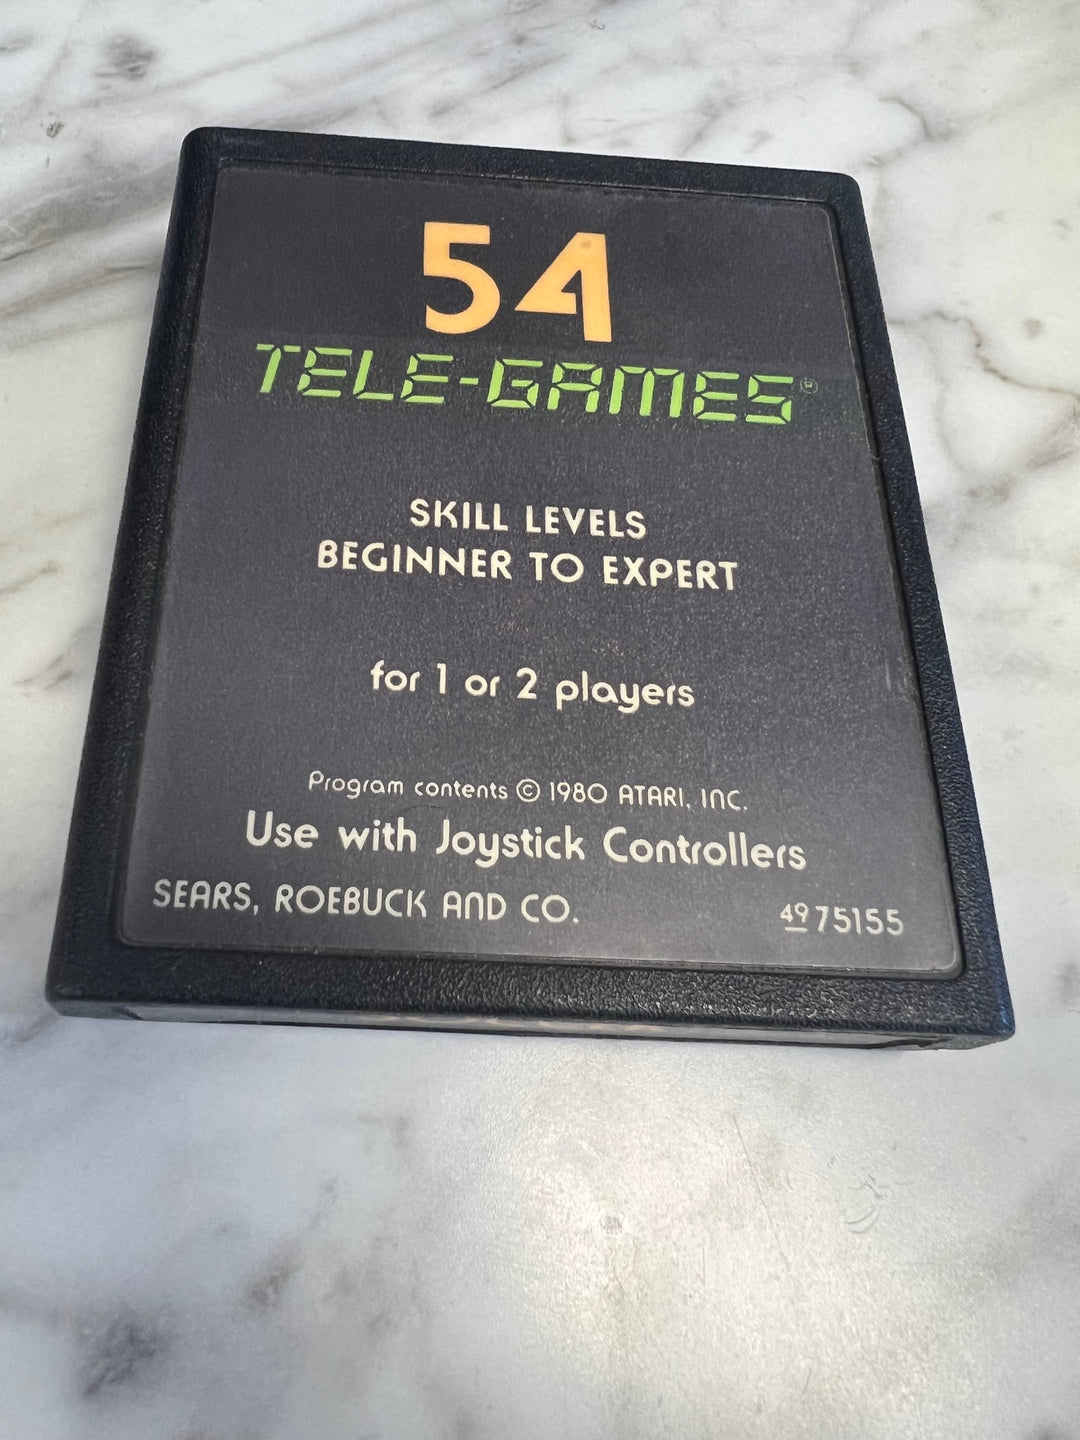 54
TELE-GAMES®
SKILL LEVELS
BEGINNER TO EXPERT
for 1 or 2 players
Program contents © 1980 ATARI, INC.
Use with Joystick Controllers
SEARS, ROEBUCK AND CO. 49 75155